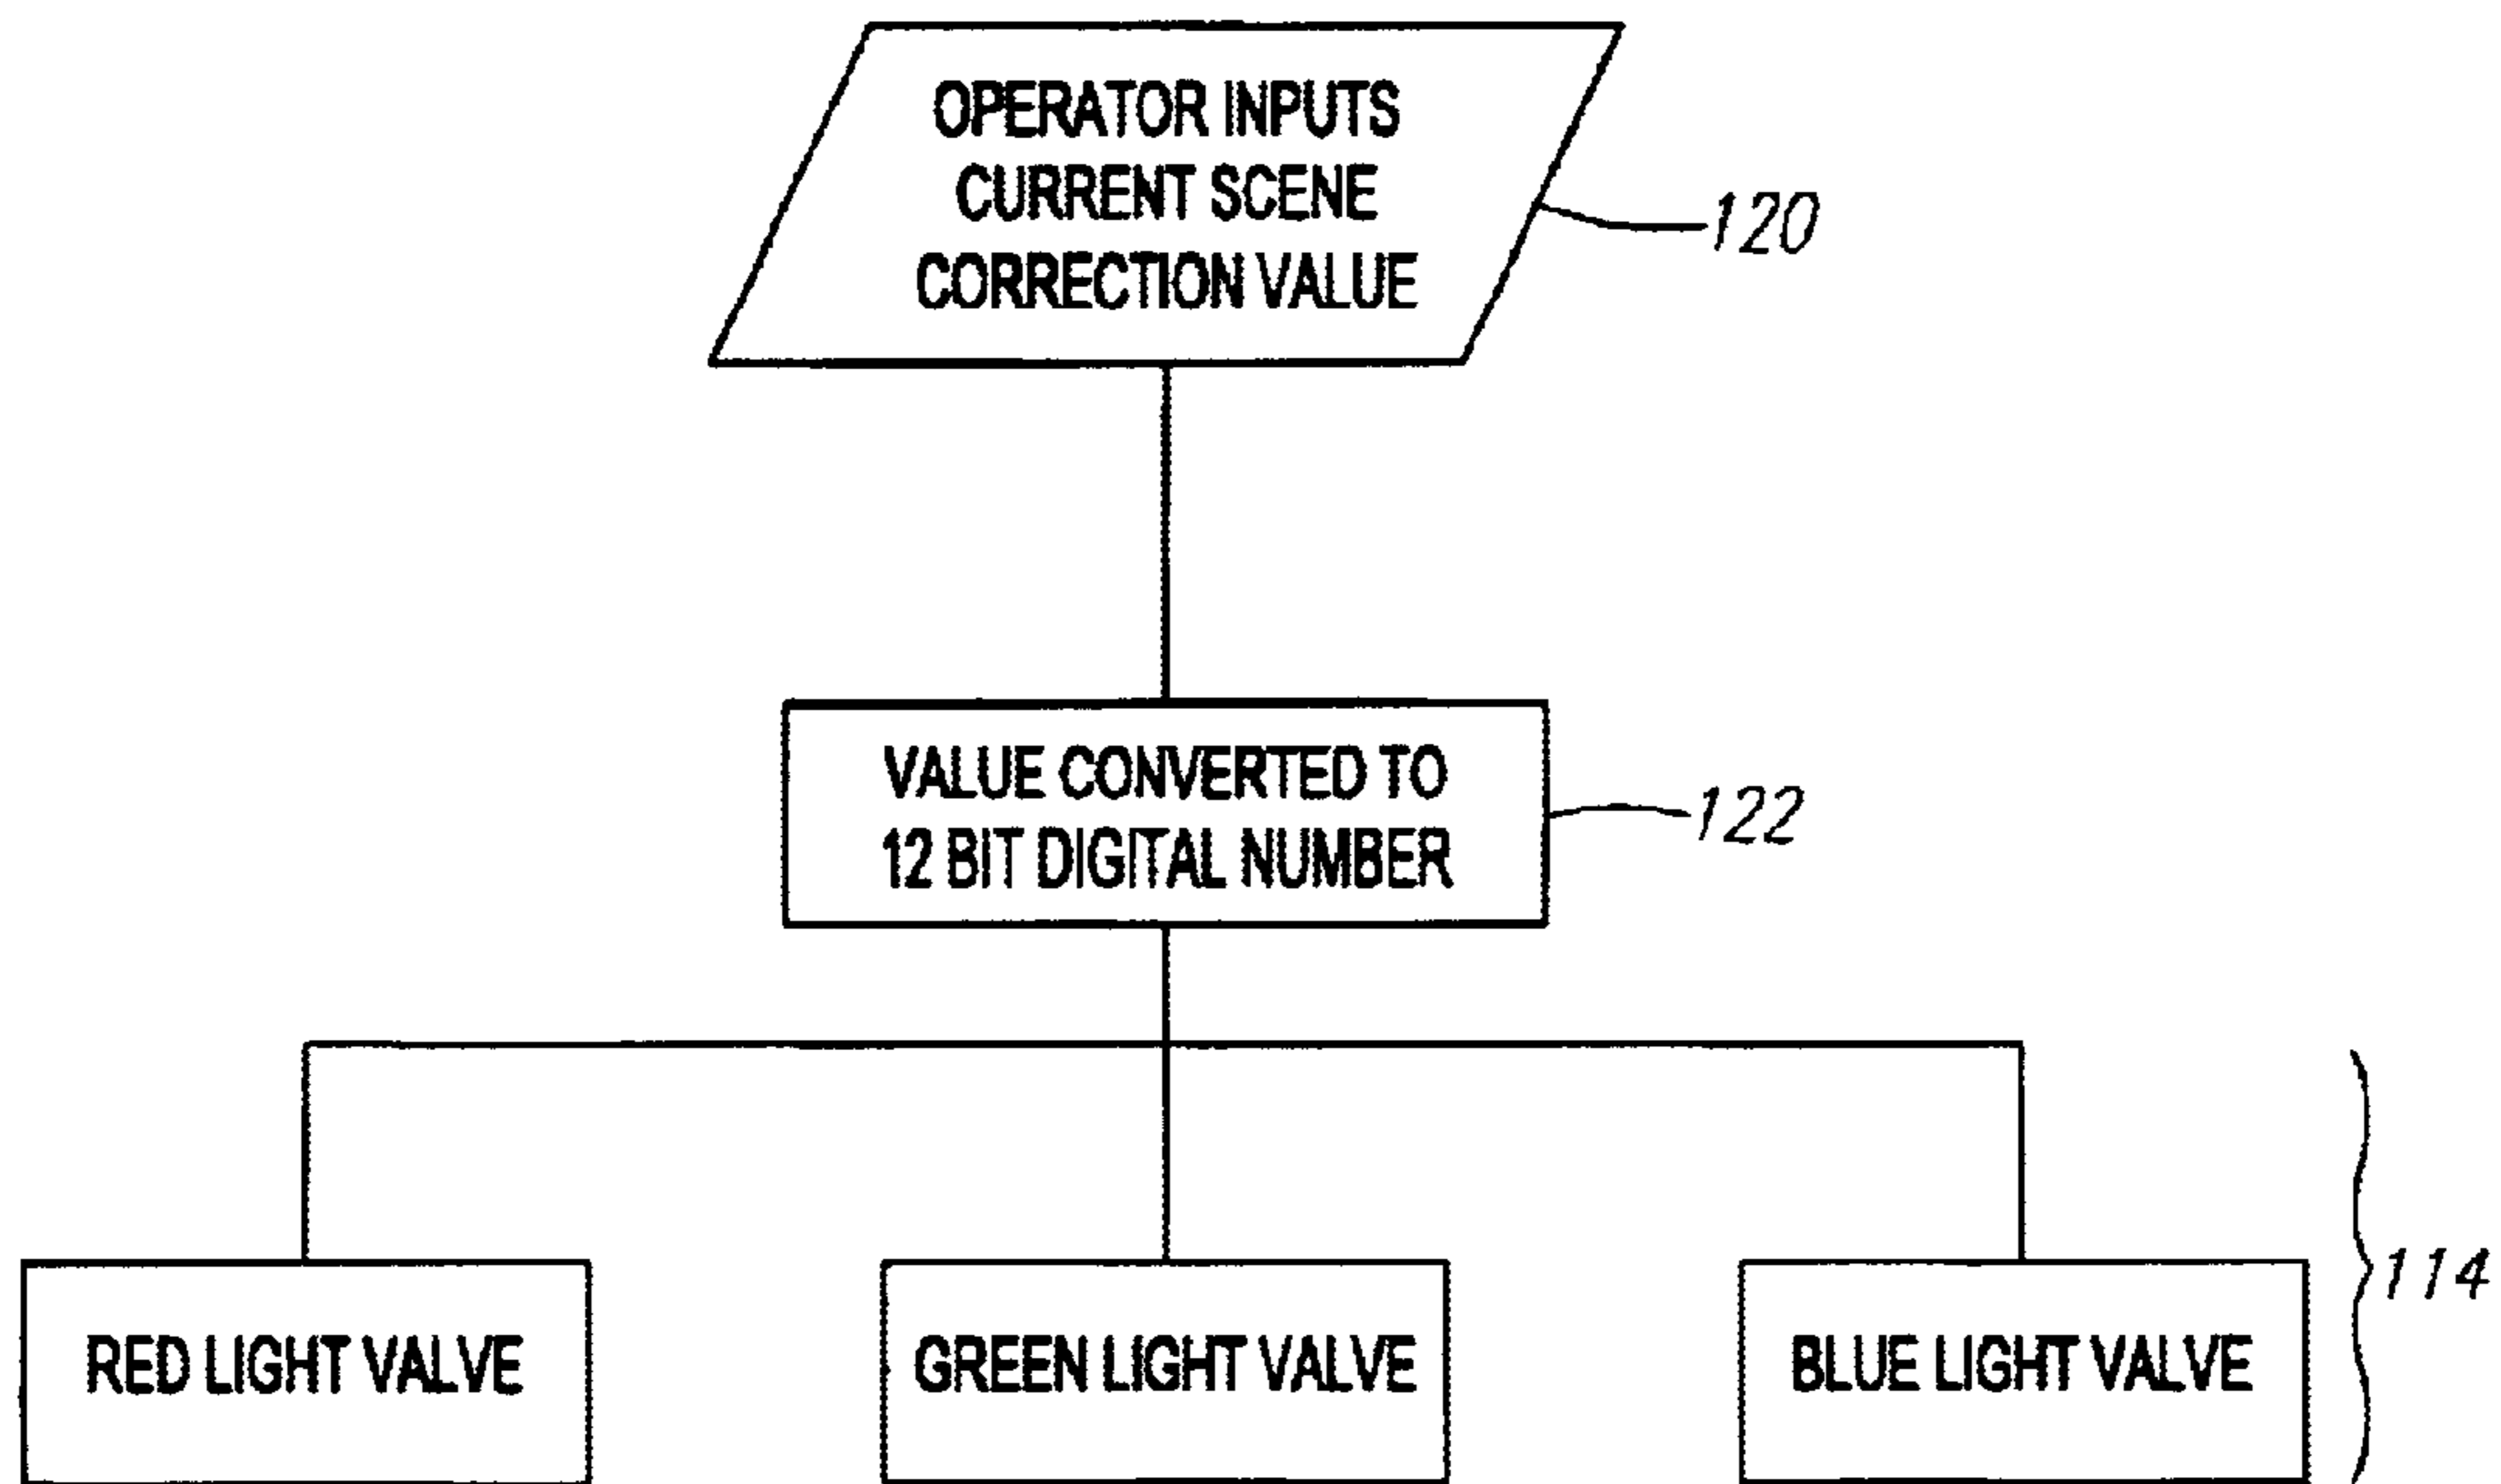 OPERATOR INPUTS
CURRENT SCENE
CORRECTION VALUE
120
VALUE CONVERTED TO
12 BIT DIGITAL NUMBER
122
RED LIGHT VALVE
GREEN LIGHT VALVE
BLUE LIGHT VALVE
114